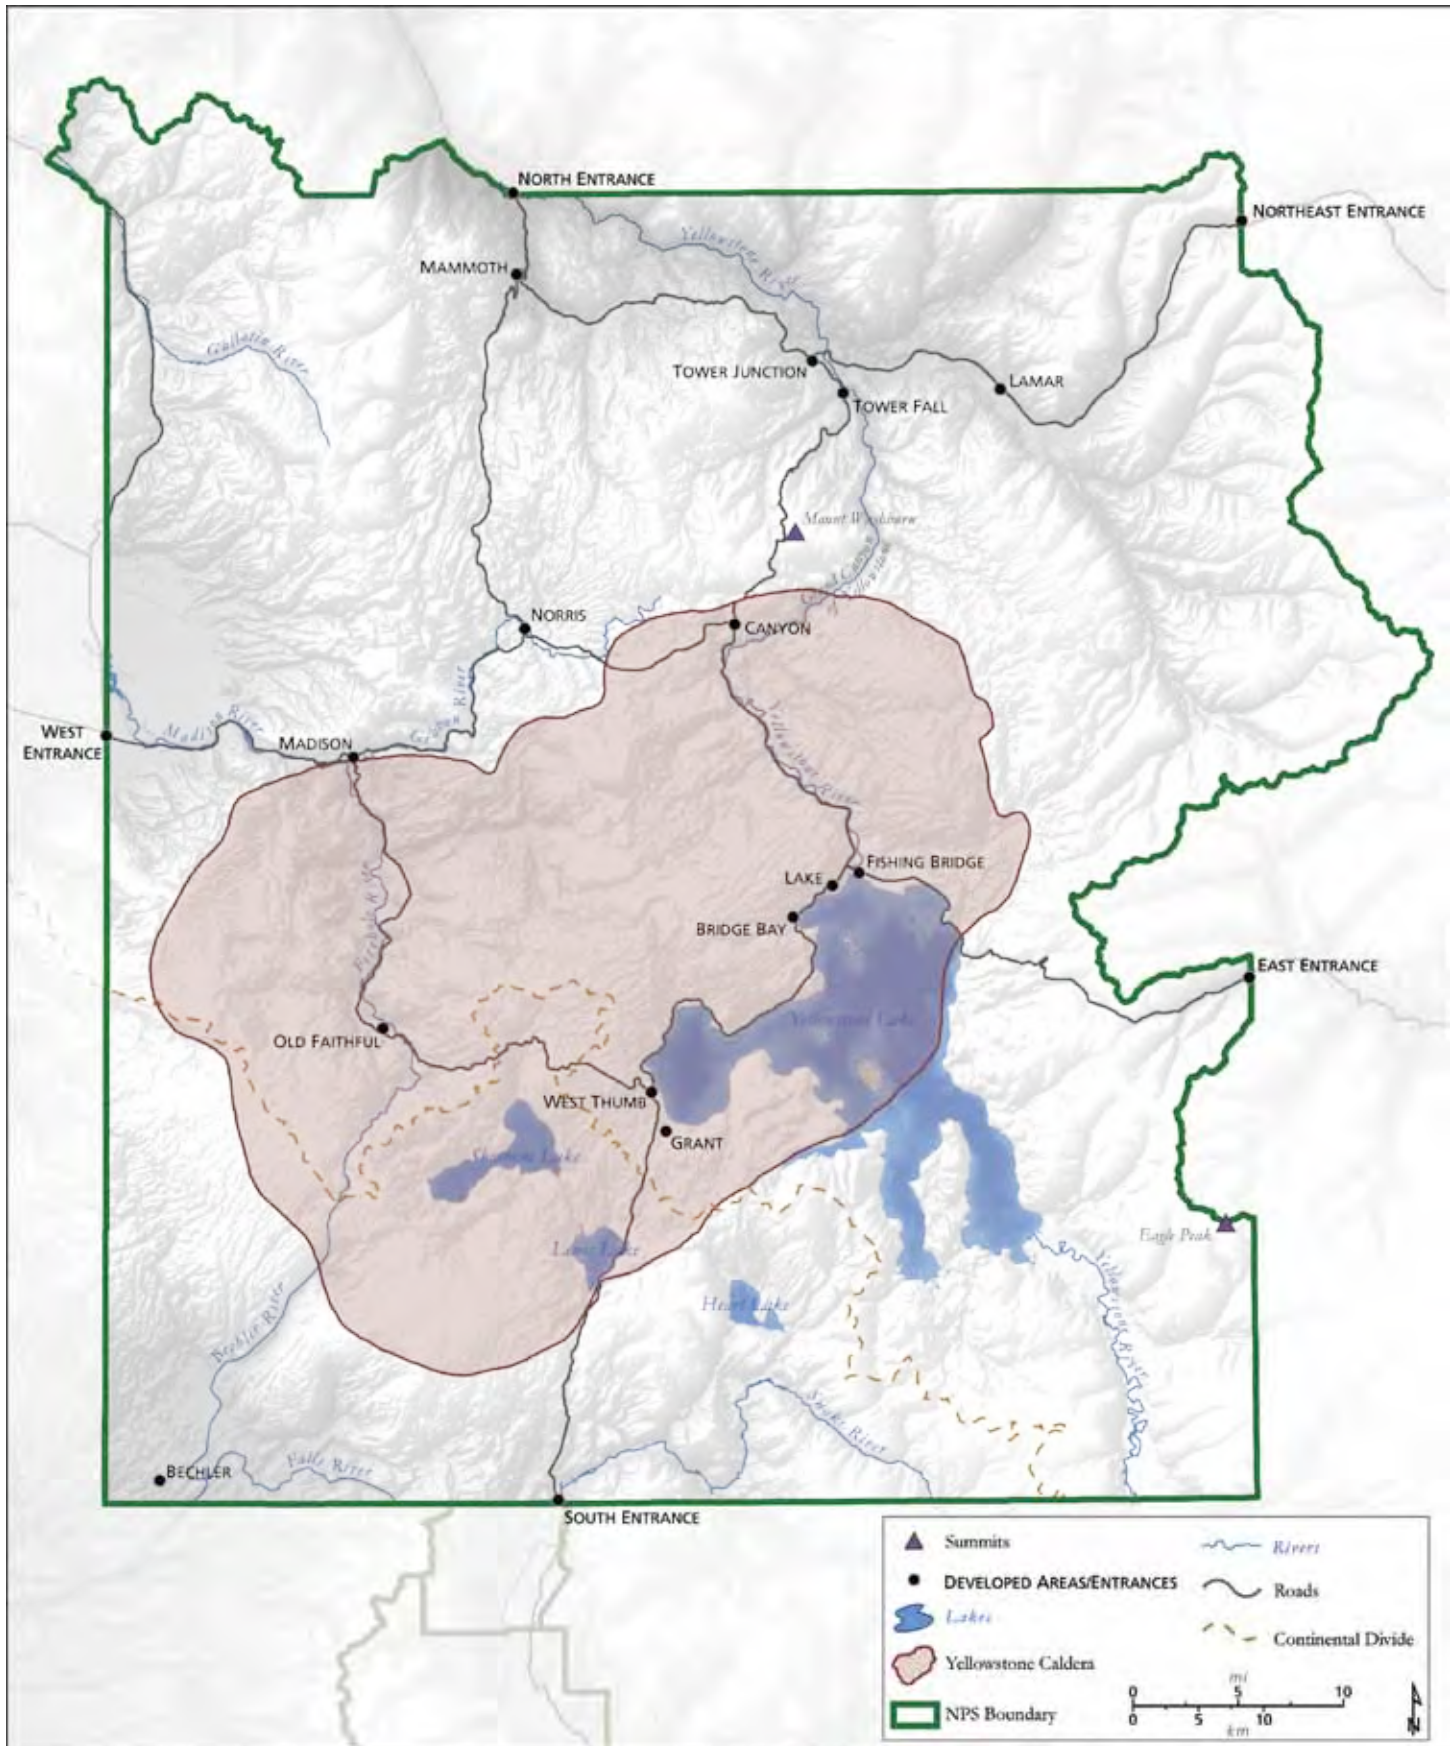 NORTH ENTRANCE
NORTHEAST ENTRANCE
Yellowstone River
MAMMOTH
Gallatin River
TOWER JUNCTION
LAMAR
TOWER FALL
Mount Washburn
Grand Canyon
of Yellowstone
NORRIS
CANYON
Gibbon River
Madison River
WEST
ENTRANCE
MADISON
Yellowstone River
FISHING BRIDGE
LAKE
BRIDGE BAY
Firehole River
EAST ENTRANCE
Yellowstone Lake
OLD FAITHFUL
WEST THUMB
GRANT
Shoshone Lake
Eagle Peak
Lewis Lake
Heart Lake
Yellowstone River
Bechler River
Snake River
BECHLER
Falls River
SOUTH ENTRANCE
Summits
Rivers
DEVELOPED AREAS/ENTRANCES
Roads
Lakes
Continental Divide
Yellowstone Caldera
mi
0 5 10
NPS Boundary
0 5 10
km
N